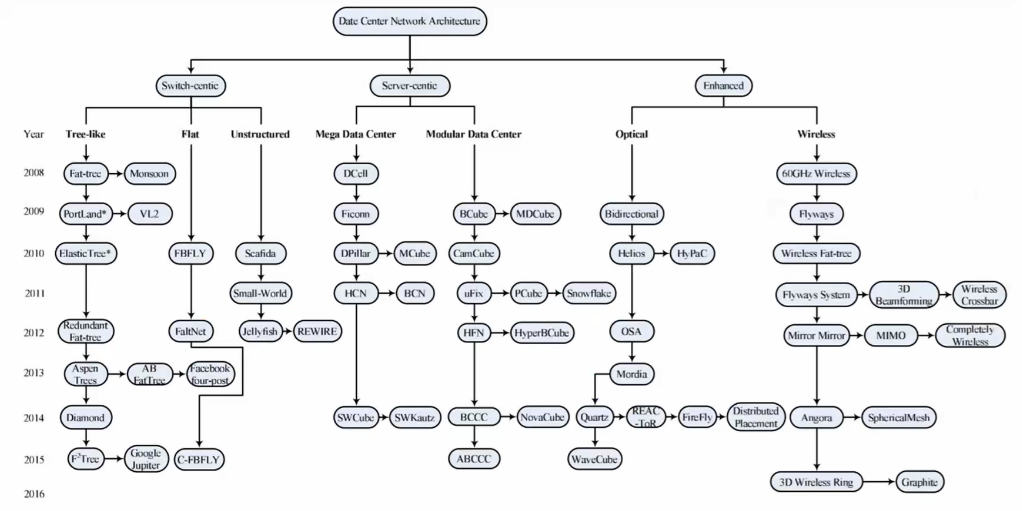 Date Center Network Architecture
Switch-centic
Server-centic
Enhanced
Year
Tree-like
Flat
Unstructured
Mega Data Center
Modular Data Center
Optical
Wireless
2008
Fat-tree
Monsoon
DCell
60GHz Wireless
2009
PortLand*
VL2
Ficonn
BCube
MDCube
Bidirectional
Flyways
2010
ElasticTree*
FBFLY
Scafida
DPillar
MCube
CamCube
Helios
HyPaC
Wireless Fat-tree
2011
Small-World
HCN
BCN
uFix
PCube
Snowflake
Flyways System
3D
Beamforming
Wireless
Crossbar
2012
Redundant
Fat-tree
FaltNet
Jellyfish
REWIRE
HFN
HyperBCube
OSA
Mirror Mirror
MIMO
Completely
Wireless
2013
Aspen
Trees
AB
FatTree
Facebook
four-post
Mordia
2014
Diamond
SWCube
SWKautz
BCCC
NovaCube
Quartz
REAC
-ToR
FireFly
Distributed
Placement
Angora
SphericalMesh
2015
F²Tree
Google
Jupiter
C-FBFLY
ABCCC
WaveCube
3D Wireless Ring
Graphite
2016